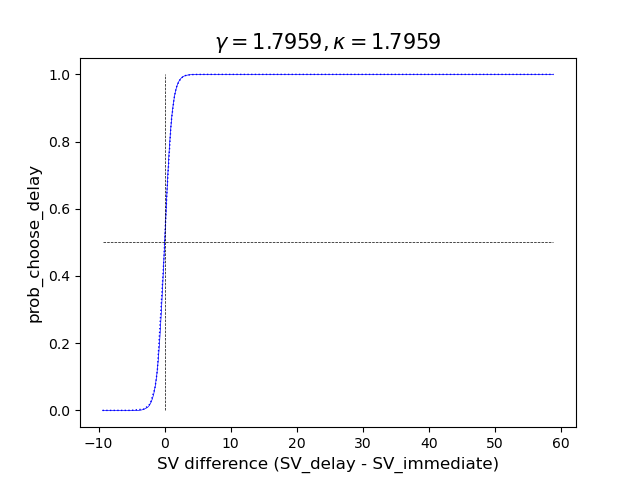 γ = 1.7959, κ = 1.7959
1.0
0.8
0.6
0.4
0.2
0.0
prob_choose_delay
−10 0 10 20 30 40 50 60
SV difference (SV_delay - SV_immediate)